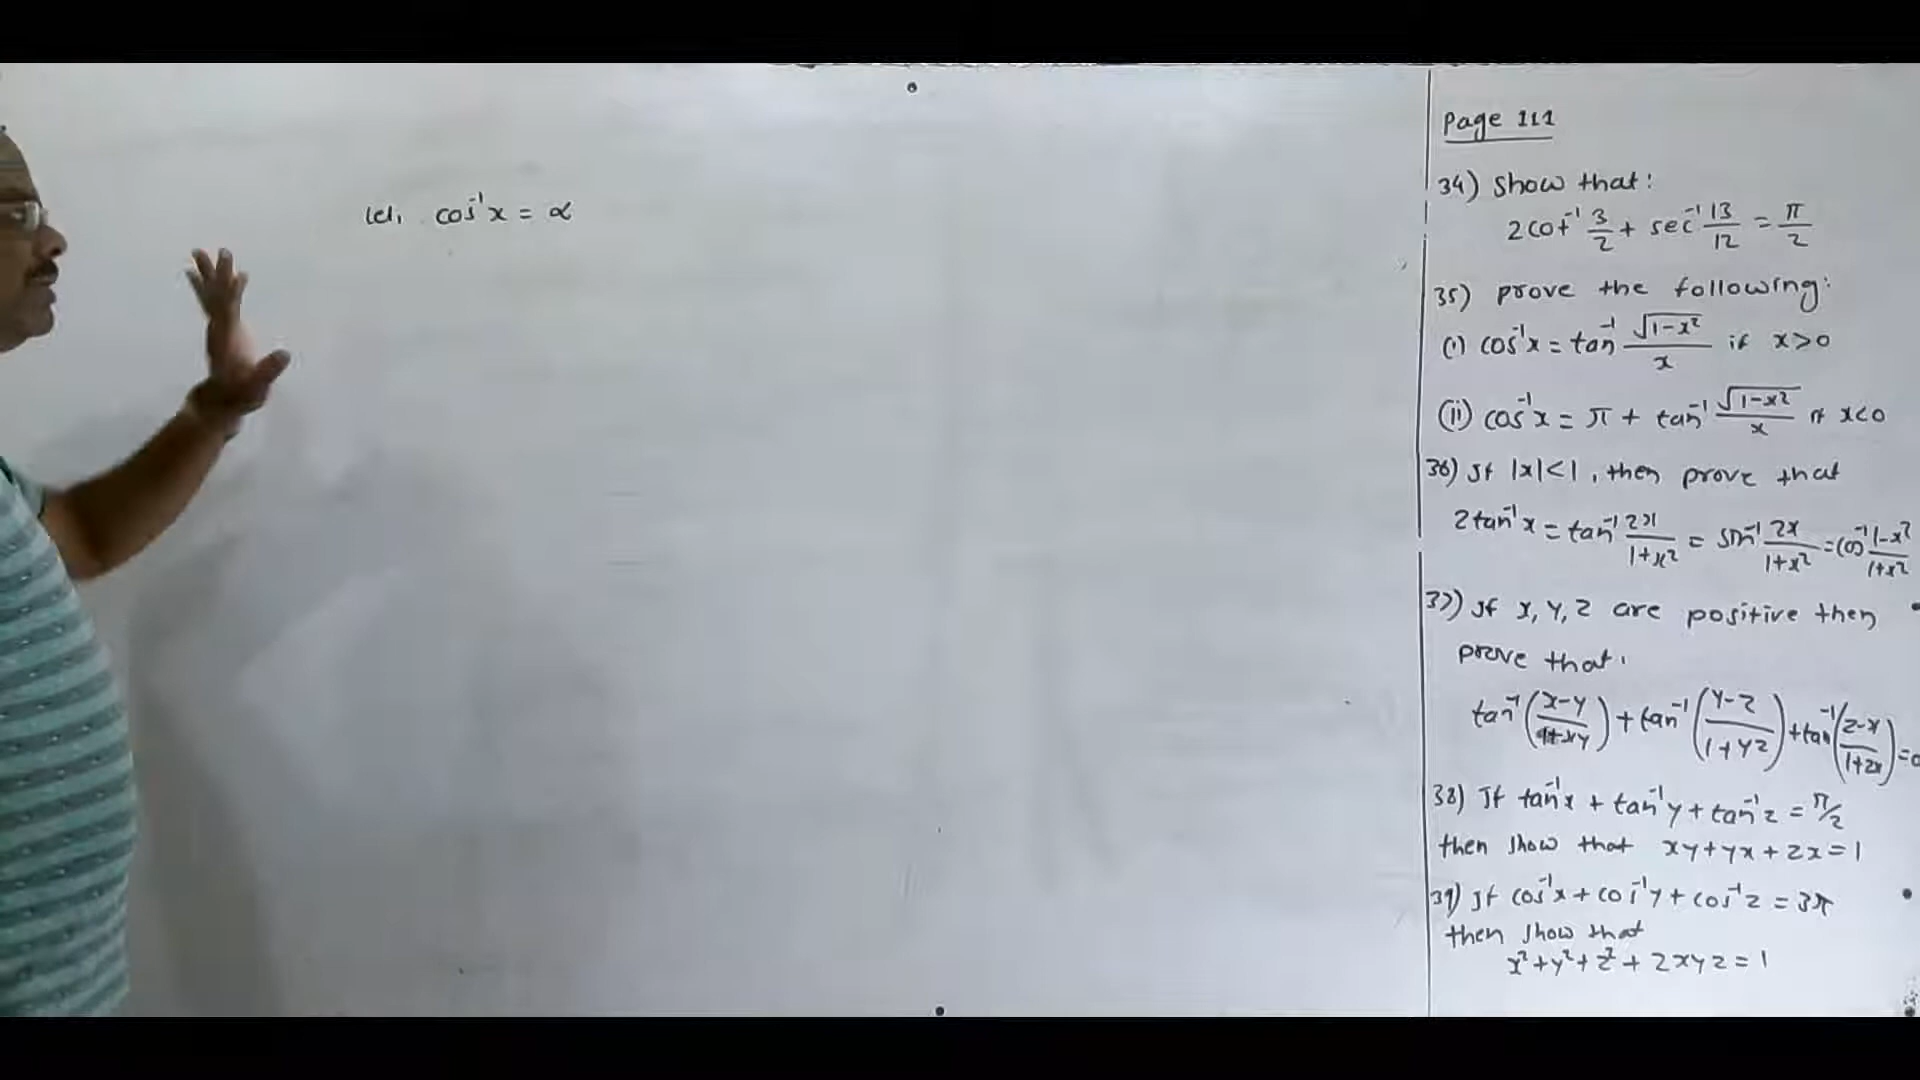 let, cos⁻¹x = α
Page 111
34) Show that:
2cot⁻¹ 3/2 + sec⁻¹ 13/12 = π/2
35) prove the following:
(i) cos⁻¹x = tan⁻¹ √(1-x²)/x if x>0
(ii) cos⁻¹x = π + tan⁻¹ √(1-x²)/x if x<0
36) If |x|<1, then prove that
2tan⁻¹x = tan⁻¹ 2x/(1+x²) = sin⁻¹ 2x/(1+x²) = cos⁻¹ (1-x²)/(1+x²)
37) If x, y, z are positive then
prove that.
tan⁻¹((x-y)/(1+xy)) + tan⁻¹((y-z)/(1+yz)) + tan⁻¹((z-x)/(1+zx)) = 0
38) If tan⁻¹x + tan⁻¹y + tan⁻¹z = π/2
then show that xy+yx+zx=1
39) If cos⁻¹x + cos⁻¹y + cos⁻¹z = 3π
then show that
x²+y²+z²+2xyz=1